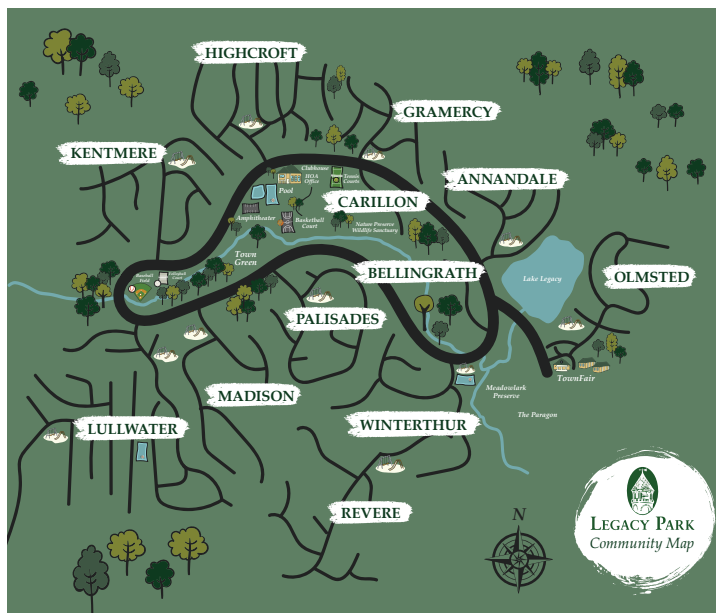 HIGHCROFT
GRAMERCY
KENTMERE
Clubhouse
HOA
Office
Tennis
Courts
ANNANDALE
Pool
CARILLON
Amphitheater
Basketball
Court
Nature Preserve
Wildlife Sanctuary
Town
Green
BELLINGRATH
Lake Legacy
OLMSTED
Baseball
Field
Volleyball
Court
PALISADES
TownFair
MADISON
Meadowlark
Preserve
The Paragon
LULLWATER
WINTERTHUR
REVERE
N
LEGACY PARK
Community Map